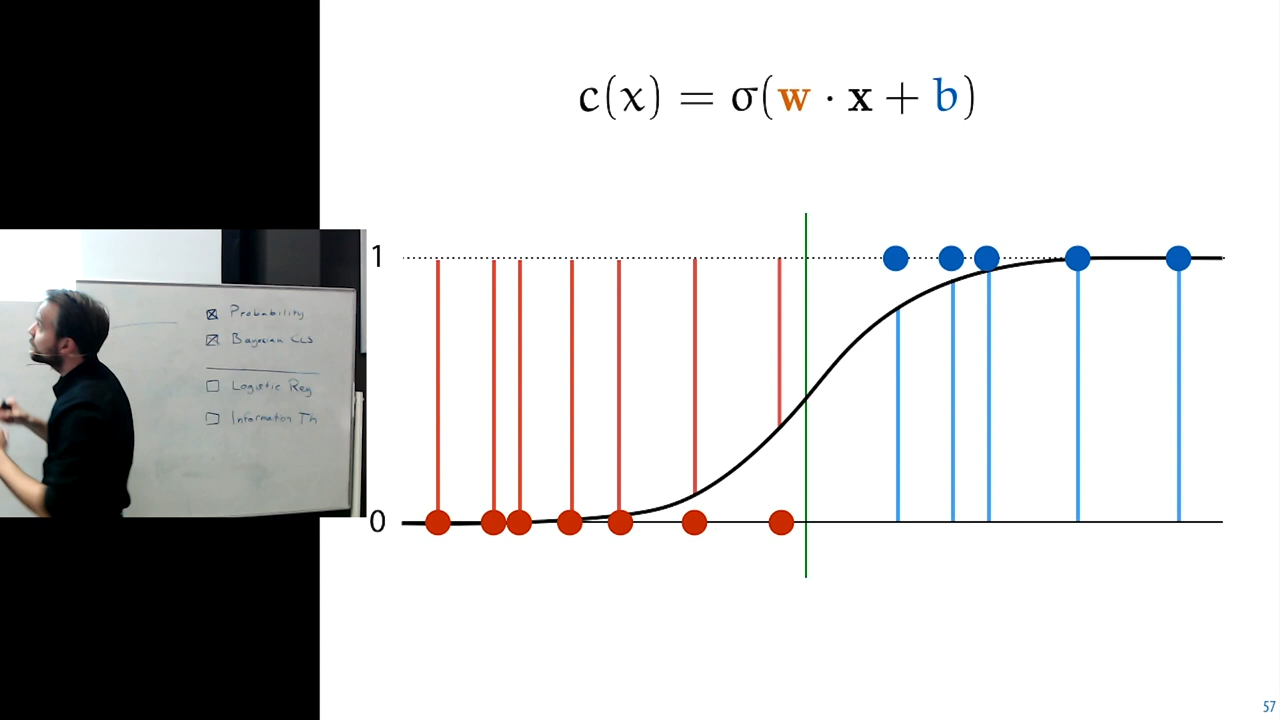 c(x) = σ(w · x + b)
1
0
Probability
Bayesian CLS
Logistic Reg
Information Th
57